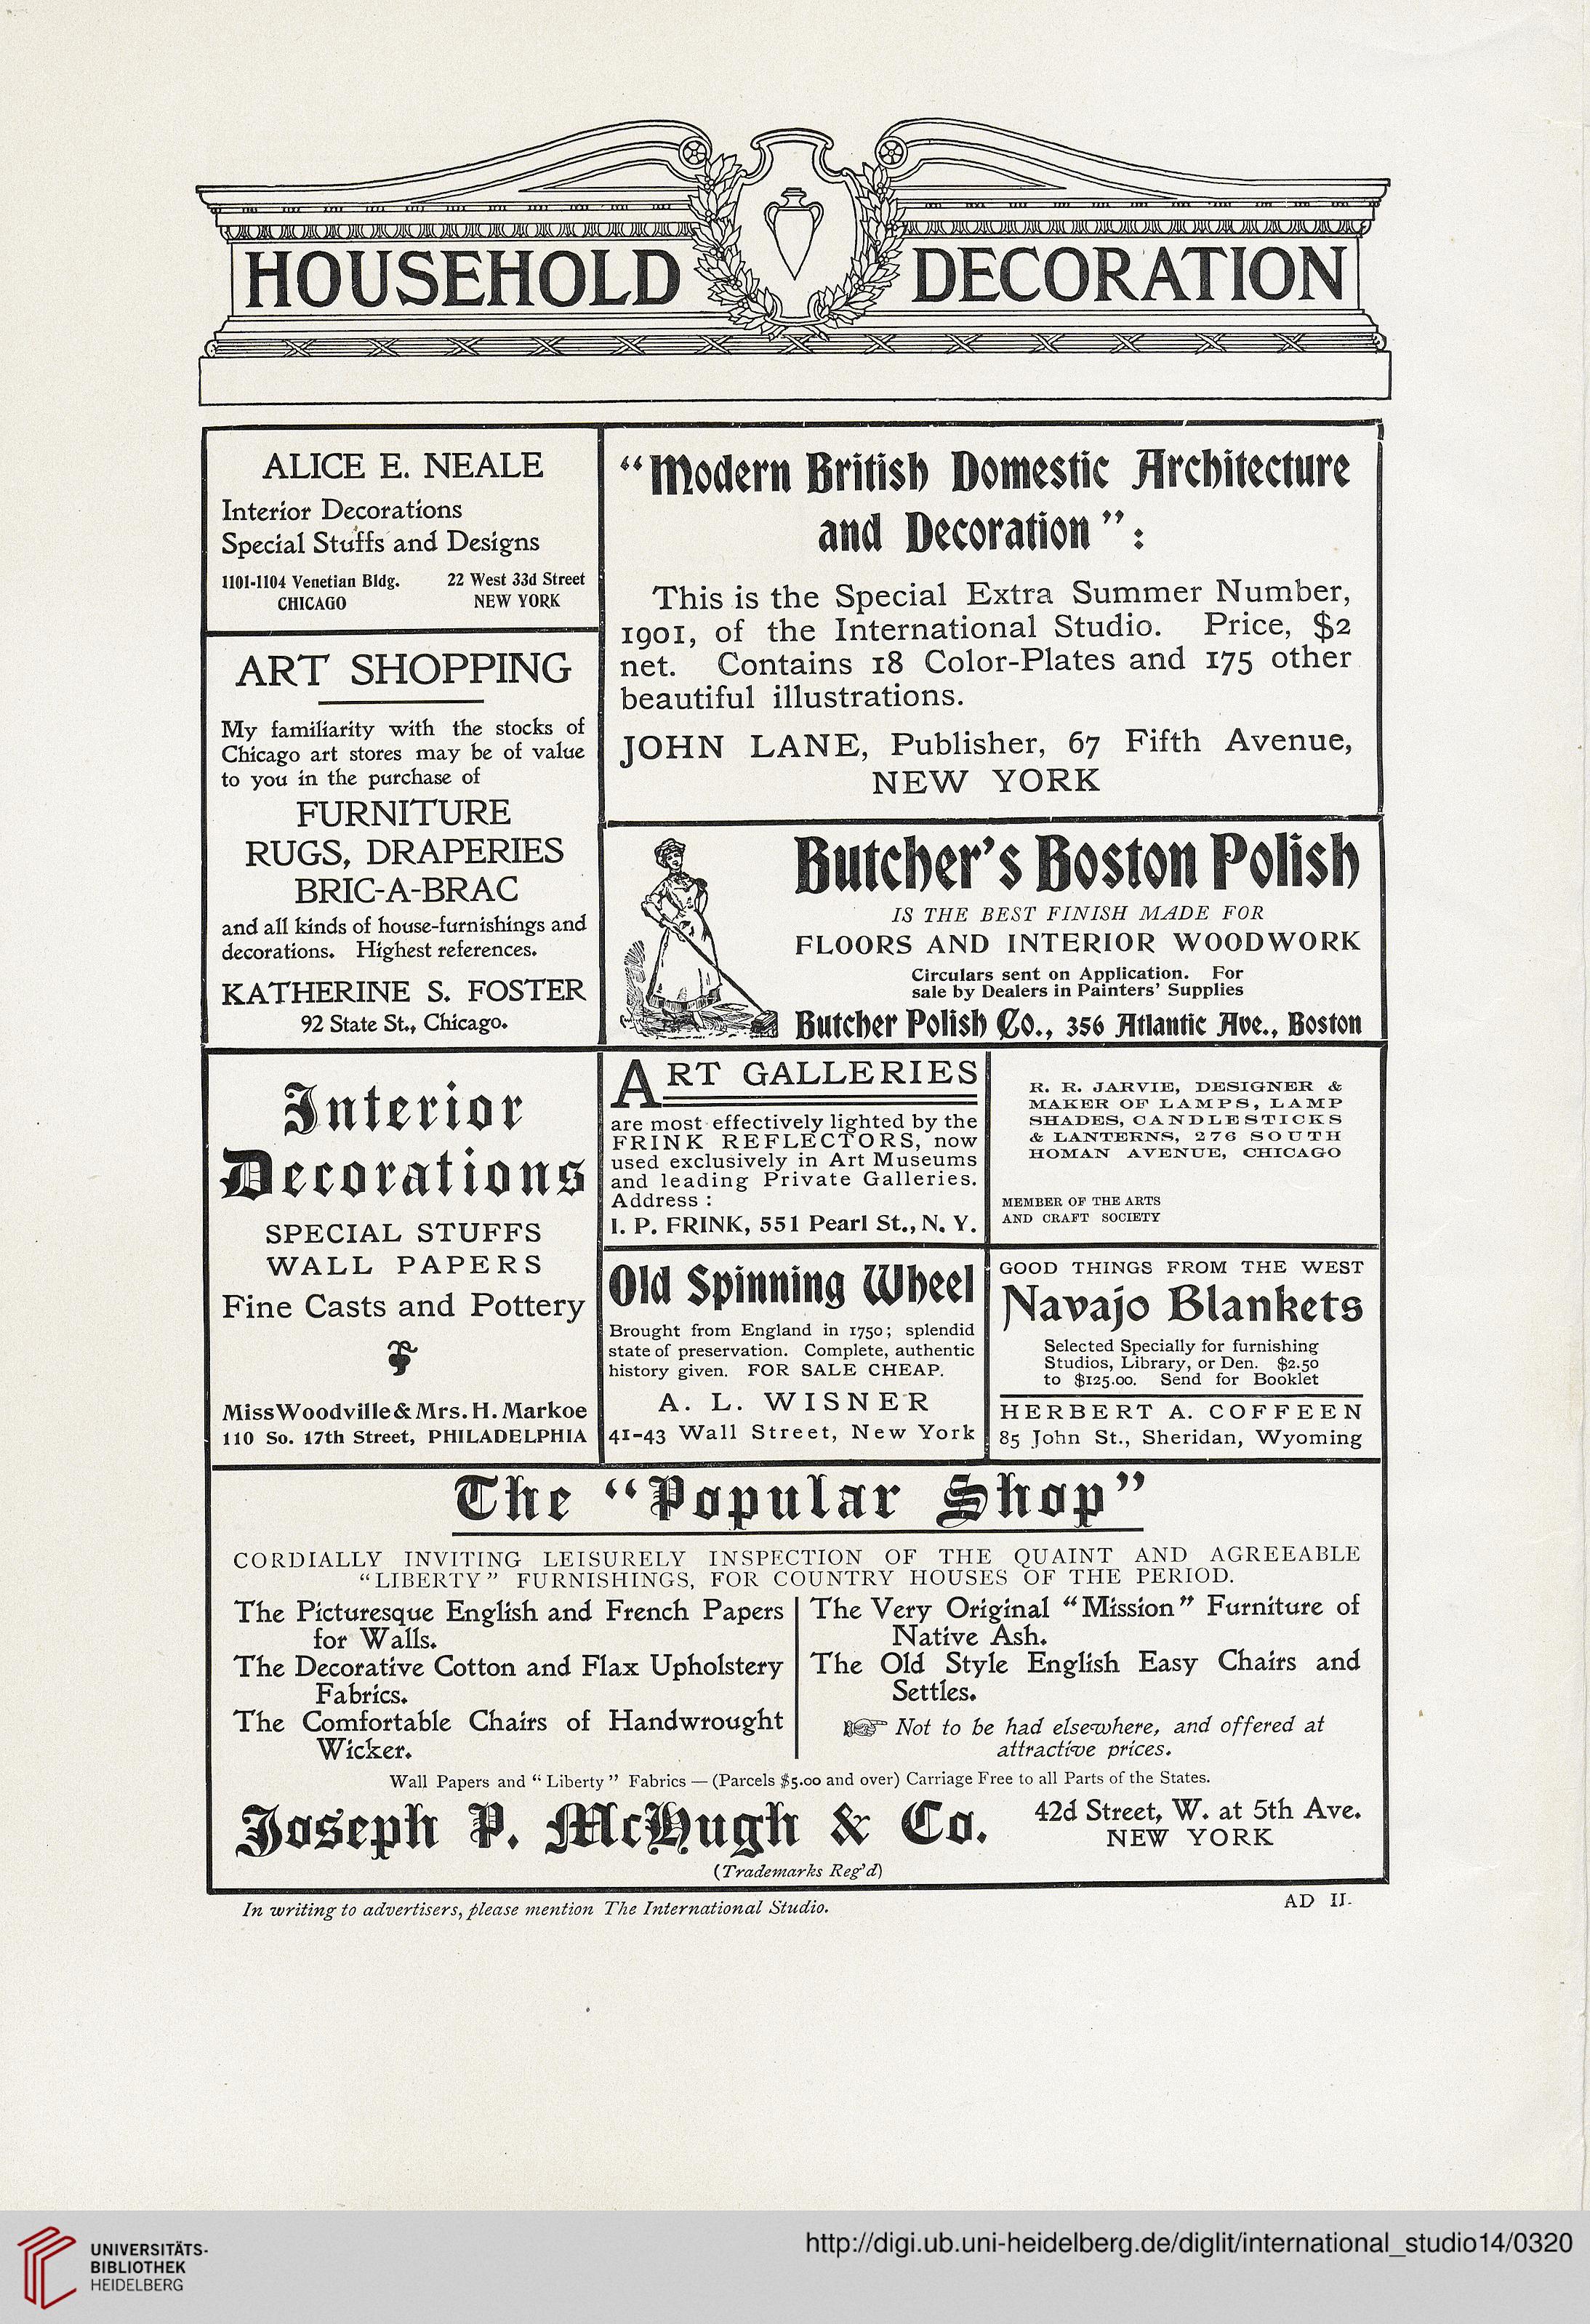 HOUSEHOLD DECORATION
ALICE E. NEALE
Interior Decorations
Special Stuffs and Designs
1101-1104 Venetian Bldg.
CHICAGO
22 West 33d Street
NEW YORK
ART SHOPPING
My familiarity with the stocks of
Chicago art stores may be of value
to you in the purchase of
FURNITURE
RUGS, DRAPERIES
BRIC-A-BRAC
and all kinds of house-furnishings and
decorations. Highest references.
KATHERINE S. FOSTER
92 State St., Chicago.
“Modern British Domestic Architecture
and Decoration”:
This is the Special Extra Summer Number,
1901, of the International Studio. Price, $2
net. Contains 18 Color-Plates and 175 other
beautiful illustrations.
JOHN LANE, Publisher, 67 Fifth Avenue,
NEW YORK
Butcher's Boston Polish
IS THE BEST FINISH MADE FOR
FLOORS AND INTERIOR WOODWORK
Circulars sent on Application. For
sale by Dealers in Painters' Supplies
Butcher Polish Co., 356 Atlantic Ave., Boston
Interior
Decorations
SPECIAL STUFFS
WALL PAPERS
Fine Casts and Pottery
Miss Woodville & Mrs. H. Markoe
110 So. 17th Street, PHILADELPHIA
ART GALLERIES
are most effectively lighted by the
FRINK REFLECTORS, now
used exclusively in Art Museums
and leading Private Galleries.
Address:
I. P. FRINK, 551 Pearl St., N. Y.
R. R. JARVIE, DESIGNER &
MAKER OF LAMPS, LAMP
SHADES, CANDLESTICKS
& LANTERNS, 276 SOUTH
HOMAN AVENUE, CHICAGO
MEMBER OF THE ARTS
AND CRAFT SOCIETY
Old Spinning Wheel
Brought from England in 1750; splendid
state of preservation. Complete, authentic
history given. FOR SALE CHEAP.
A. L. WISNER
41-43 Wall Street, New York
GOOD THINGS FROM THE WEST
Navajo Blankets
Selected Specially for furnishing
Studios, Library, or Den. $2.50
to $125.00. Send for Booklet
HERBERT A. COFFEEN
85 John St., Sheridan, Wyoming
The “Popular Shop”
CORDIALLY INVITING LEISURELY INSPECTION OF THE QUAINT AND AGREEABLE
“LIBERTY” FURNISHINGS, FOR COUNTRY HOUSES OF THE PERIOD.
The Picturesque English and French Papers
for Walls.
The Decorative Cotton and Flax Upholstery
Fabrics.
The Comfortable Chairs of Handwrought
Wicker.
The Very Original “Mission” Furniture of
Native Ash.
The Old Style English Easy Chairs and
Settles.
Not to be had elsewhere, and offered at
attractive prices.
Wall Papers and “Liberty” Fabrics — (Parcels $5.00 and over) Carriage Free to all Parts of the States.
Joseph P. McHugh & Co.
42d Street, W. at 5th Ave.
NEW YORK
(Trademarks Reg'd)
In writing to advertisers, please mention The International Studio.
AD II.
UNIVERSITÄTS-
BIBLIOTHEK
HEIDELBERG
http://digi.ub.uni-heidelberg.de/diglit/international_studio14/0320